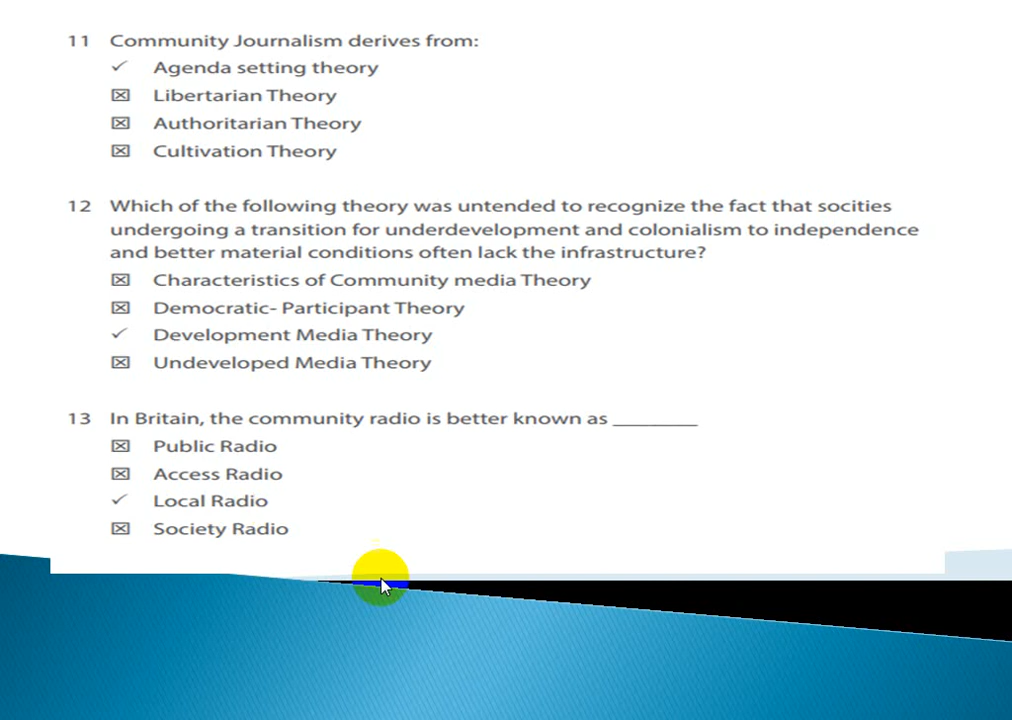 11 Community Journalism derives from:
✓ Agenda setting theory
☒ Libertarian Theory
☒ Authoritarian Theory
☒ Cultivation Theory
12 Which of the following theory was untended to recognize the fact that socities
undergoing a transition for underdevelopment and colonialism to independence
and better material conditions often lack the infrastructure?
☒ Characteristics of Community media Theory
☒ Democratic- Participant Theory
✓ Development Media Theory
☒ Undeveloped Media Theory
13 In Britain, the community radio is better known as ________
☒ Public Radio
☒ Access Radio
✓ Local Radio
☒ Society Radio